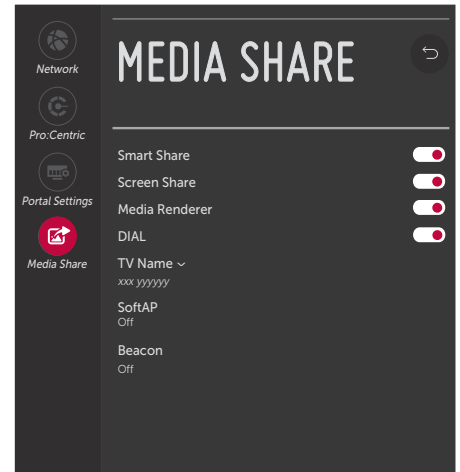 Network
Pro:Centric
Portal Settings
Media Share
MEDIA SHARE
Smart Share
Screen Share
Media Renderer
DIAL
TV Name
xxx yyyyyy
SoftAP
Off
Beacon
Off